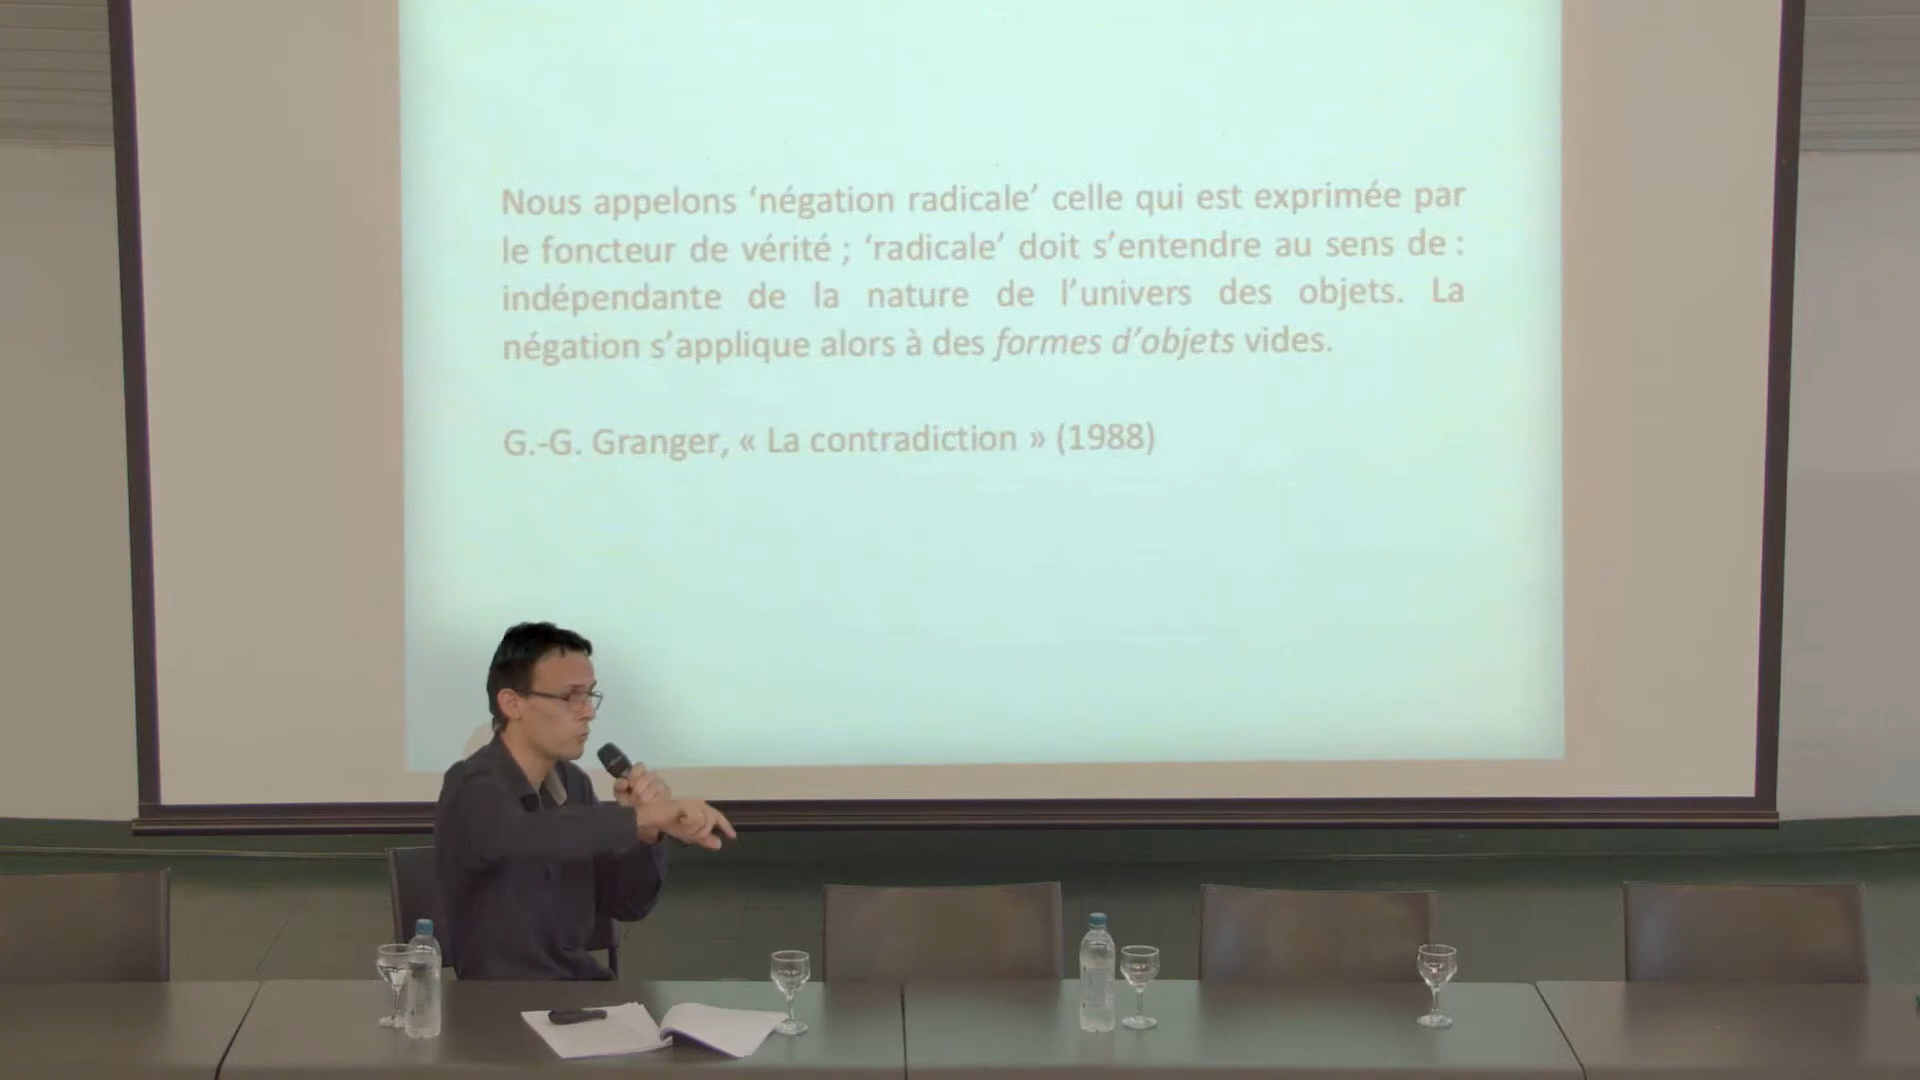 Nous appelons ‘négation radicale’ celle qui est exprimée par
le foncteur de vérité ; ‘radicale’ doit s’entendre au sens de :
indépendante de la nature de l’univers des objets. La
négation s’applique alors à des formes d’objets vides.
G.-G. Granger, « La contradiction » (1988)